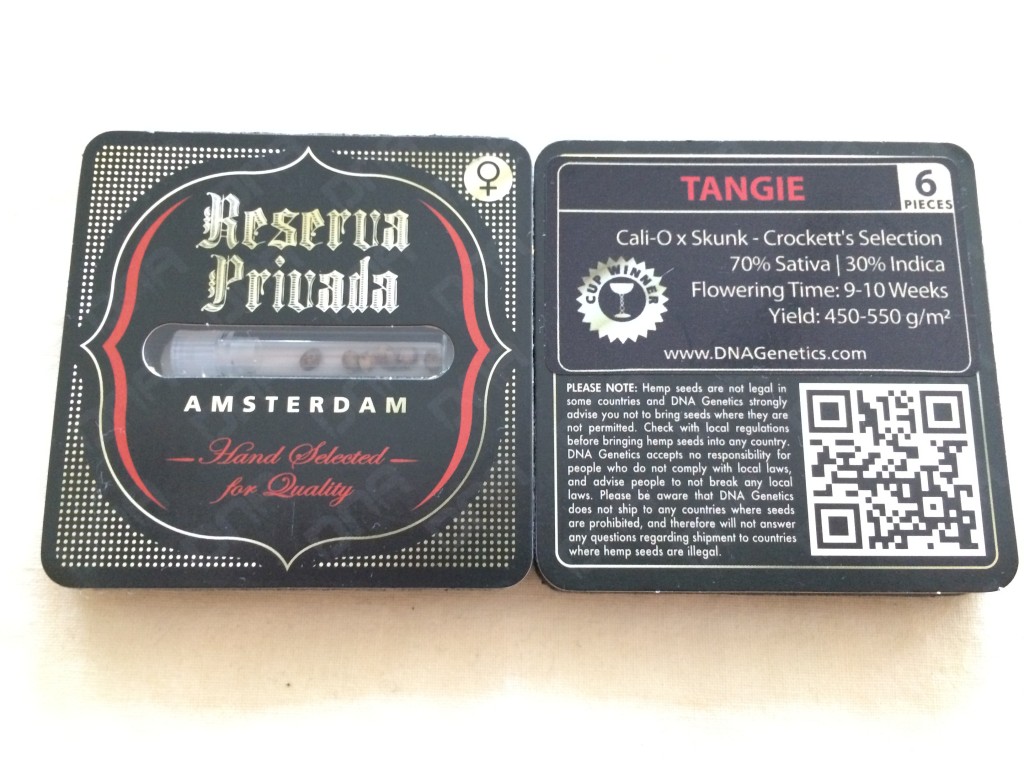 Reserva
Privada
AMSTERDAM
Hand Selected
for Quality
TANGIE
6
PIECES
Cali-O x Skunk - Crockett's Selection
70% Sativa | 30% Indica
CUP WINNER
Flowering Time: 9-10 Weeks
Yield: 450-550 g/m²
www.DNAGenetics.com
PLEASE NOTE: Hemp seeds are not legal in
some countries and DNA Genetics strongly
advise you not to bring seeds where they are
not permitted. Check with local regulations
before bringing hemp seeds into any country.
DNA Genetics accepts no responsibility for
people who do not comply with local laws,
and advise people to not break any local
laws. Please be aware that DNA Genetics
does not ship to any countries where seeds
are prohibited, and therefore will not answer
any questions regarding shipment to countries
where hemp seeds are illegal.